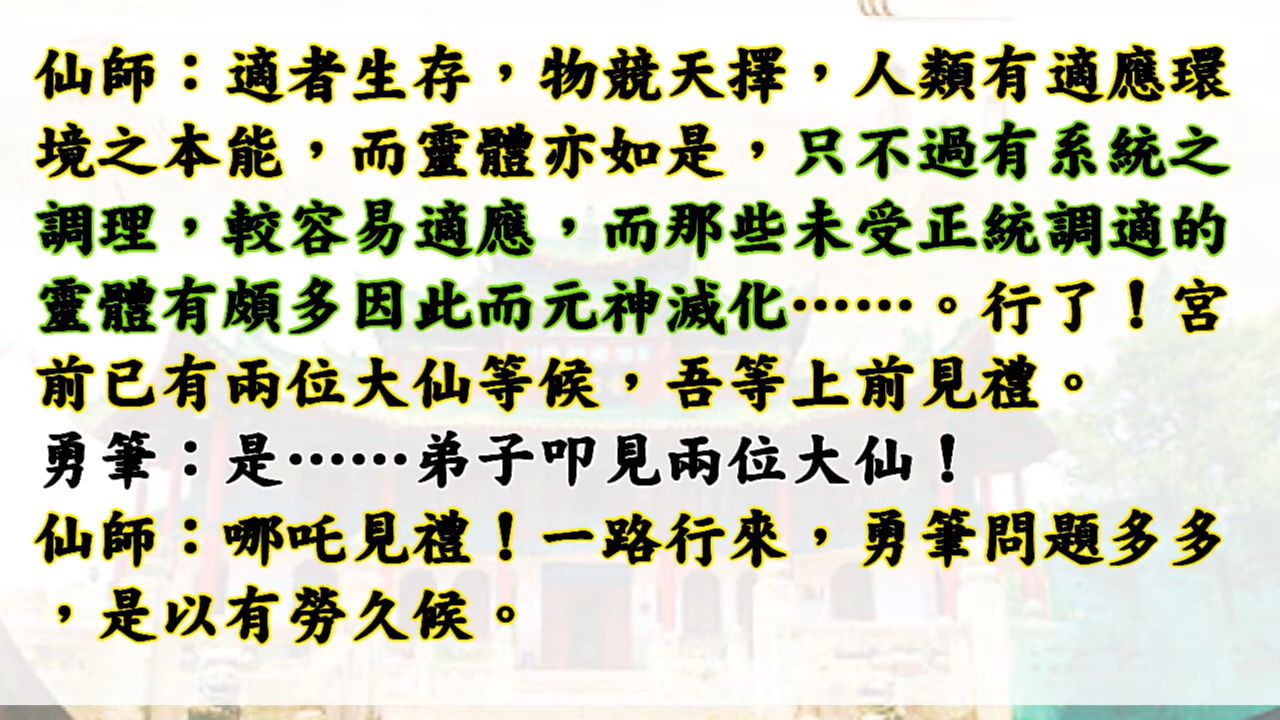 仙師：適者生存，物競天擇，人類有適應環
境之本能，而靈體亦如是，只不過有系統之
調理，較容易適應，而那些未受正統調適的
靈體有頗多因此而元神滅化……。行了！宮
前已有兩位大仙等候，吾等上前見禮。
勇筆：是……弟子叩見兩位大仙！
仙師：哪吒見禮！一路行來，勇筆問題多多
，是以有勞久候。